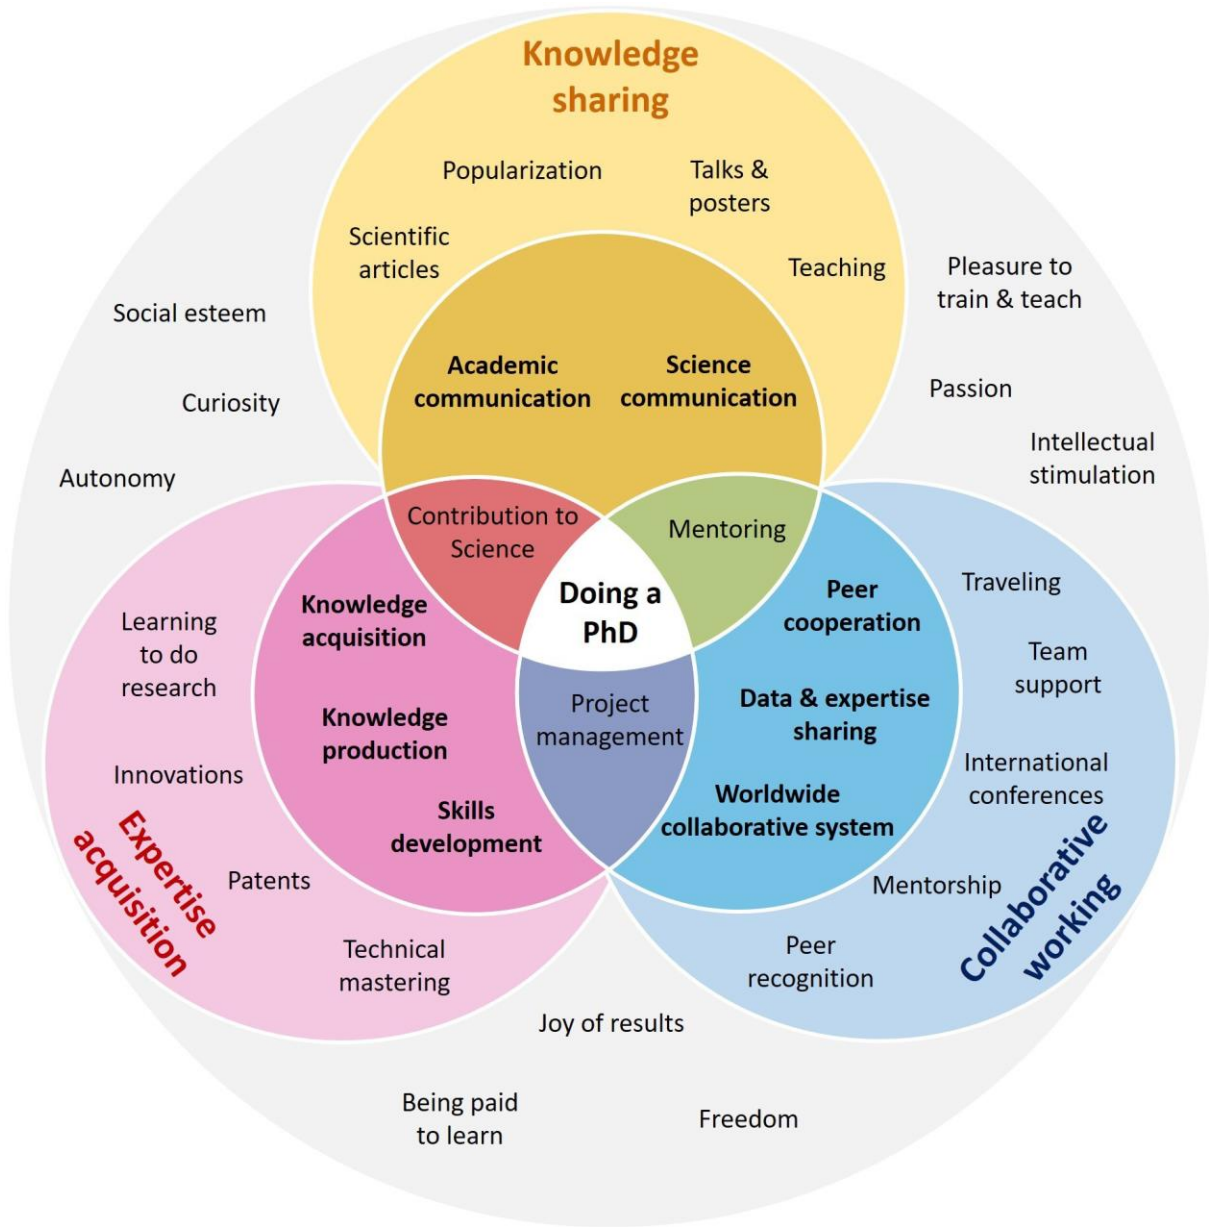 Knowledge
sharing
Popularization
Talks &
posters
Scientific
articles
Teaching
Pleasure to
train & teach
Social esteem
Academic
communication
Science
communication
Curiosity
Passion
Autonomy
Intellectual
stimulation
Contribution to
Science
Mentoring
Doing a
PhD
Knowledge
acquisition
Peer
cooperation
Traveling
Learning
to do
research
Team
support
Knowledge
production
Project
management
Data & expertise
sharing
Innovations
International
conferences
Skills
development
Worldwide
collaborative system
Expertise
acquisition
Patents
Mentorship
Collaborative
working
Technical
mastering
Peer
recognition
Joy of results
Being paid
to learn
Freedom